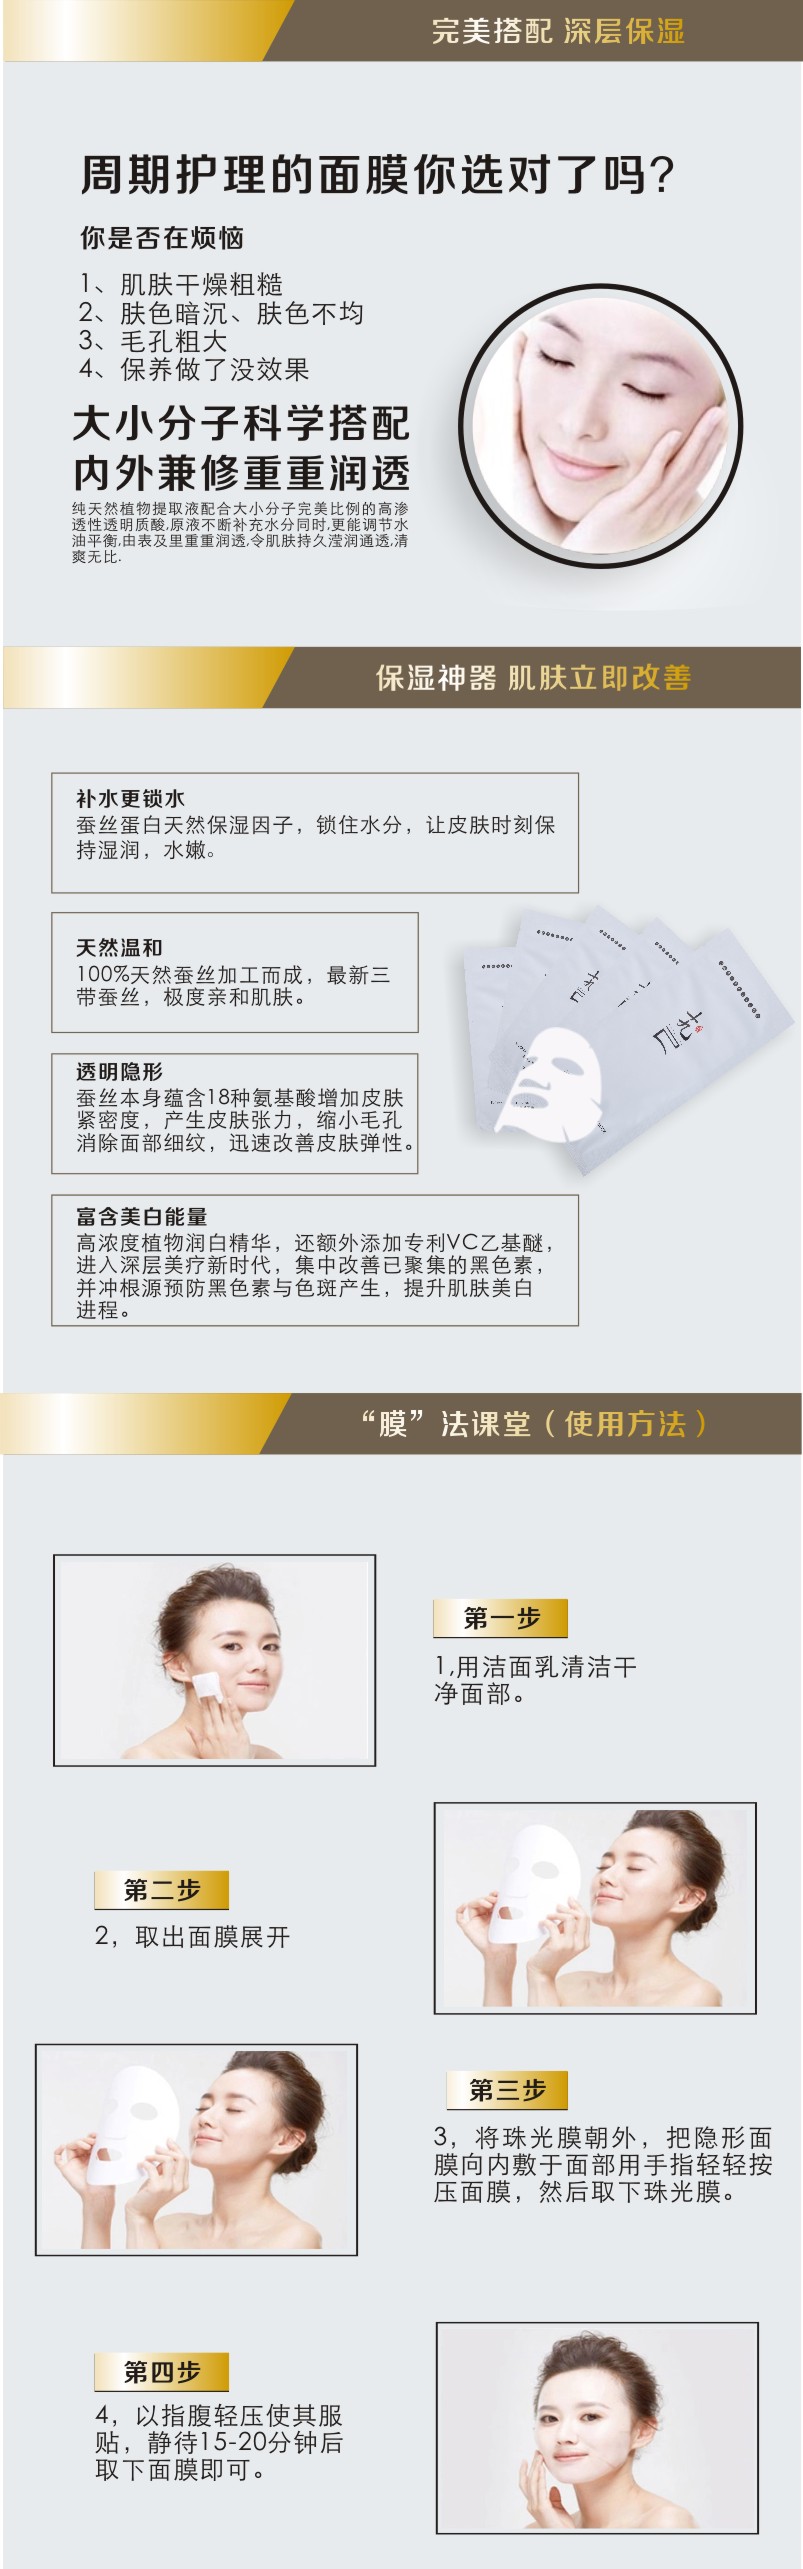 完美搭配 深层保湿
周期护理的面膜你选对了吗?
你是否在烦恼
1、肌肤干燥粗糙
2、肤色暗沉、肤色不均
3、毛孔粗大
4、保养做了没效果
大小分子科学搭配
内外兼修重重润透
纯天然植物提取液配合大小分子完美比例的高渗
透性透明质酸,原液不断补充水分同时,更能调节水
油平衡,由表及里重重润透,令肌肤持久滢润通透,清
爽无比.
保湿神器 肌肤立即改善
补水更锁水
蚕丝蛋白天然保湿因子，锁住水分，让皮肤时刻保
持湿润，水嫩。
天然温和
100%天然蚕丝加工而成，最新三
带蚕丝，极度亲和肌肤。
透明隐形
蚕丝本身蕴含18种氨基酸增加皮肤
紧密度，产生皮肤张力，缩小毛孔
消除面部细纹，迅速改善皮肤弹性。
富含美白能量
高浓度植物润白精华，还额外添加专利VC乙基醚，
进入深层美疗新时代，集中改善已聚集的黑色素，
并冲根源预防黑色素与色斑产生，提升肌肤美白
进程。
“膜”法课堂（使用方法）
第一步
1,用洁面乳清洁干
净面部。
第二步
2，取出面膜展开
第三步
3，将珠光膜朝外，把隐形面
膜向内敷于面部用手指轻轻按
压面膜，然后取下珠光膜。
第四步
4，以指腹轻压使其服
贴，静待15-20分钟后
取下面膜即可。